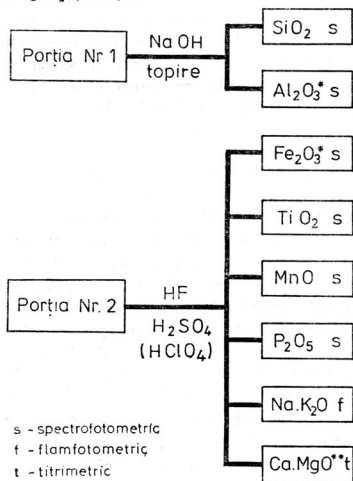 SiO2 s
Porția Nr 1
NaOH
topire
Al2O3* s
Fe2O3* s
TiO2 s
MnO s
Porția Nr. 2
HF
H2SO4
(HClO4)
P2O5 s
Na.K2O f
Ca.MgO**t
s - spectrofotometric
f - flamfotometric
t - titrimetric